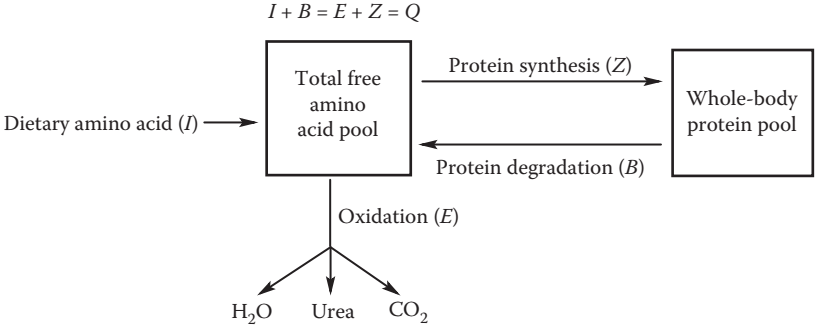 I + B = E + Z = Q
Total free
amino
acid pool
Protein synthesis (Z)
Whole-body
protein pool
Dietary amino acid (I)
Protein degradation (B)
Oxidation (E)
H₂O
Urea
CO₂